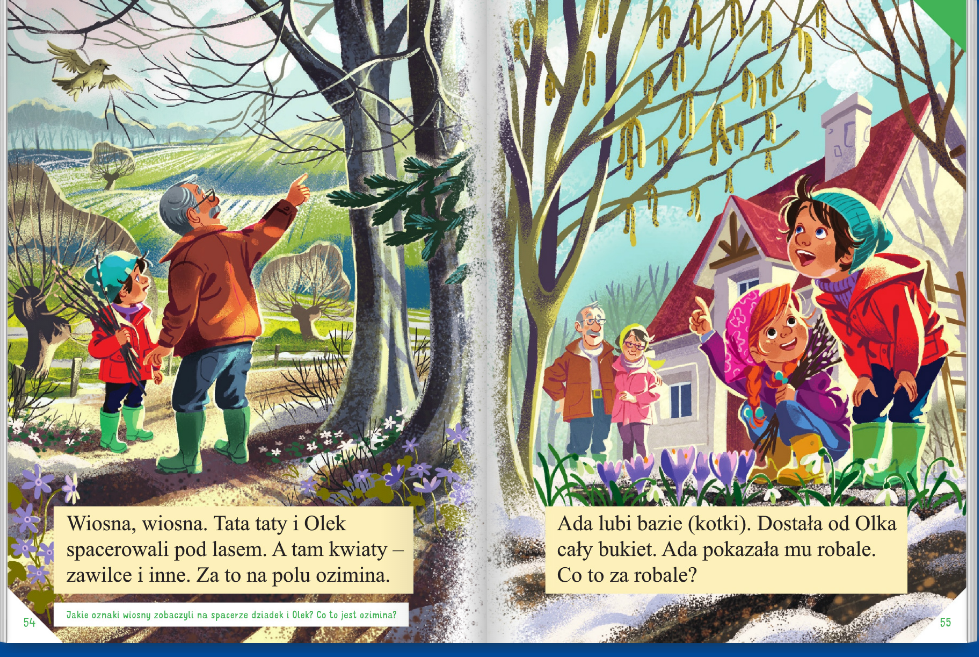 Wiosna, wiosna. Tata taty i Olek
spacerowali pod lasem. A tam kwiaty –
zawilce i inne. Za to na polu ozimina.
Jakie oznaki wiosny zobaczyli na spacerze dziadek i Olek? Co to jest ozimina?
54
Ada lubi bazie (kotki). Dostała od Olka
cały bukiet. Ada pokazała mu robale.
Co to za robale?
55